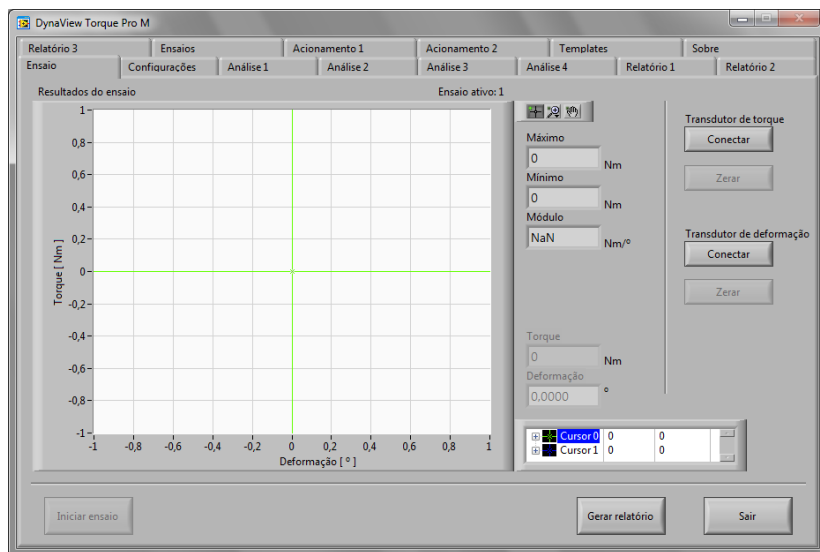 DynaView Torque Pro M
Relatório 3 Ensaios Acionamento 1 Acionamento 2 Templates Sobre
Ensaio Configurações Análise 1 Análise 2 Análise 3 Análise 4 Relatório 1 Relatório 2
Resultados do ensaio Ensaio ativo: 1
1
0,8
0,6
0,4
0,2
0
-0,2
-0,4
-0,6
-0,8
-1
Torque [ Nm ]
-1 -0,8 -0,6 -0,4 -0,2 0 0,2 0,4 0,6 0,8 1
Deformação [ º ]
Máximo
0 Nm
Mínimo
0 Nm
Módulo
NaN Nm/º
Torque
0 Nm
Deformação
0,0000 º
Cursor 0 0 0
Cursor 1 0 0
Transdutor de torque
Conectar
Zerar
Transdutor de deformação
Conectar
Zerar
Iniciar ensaio Gerar relatório Sair